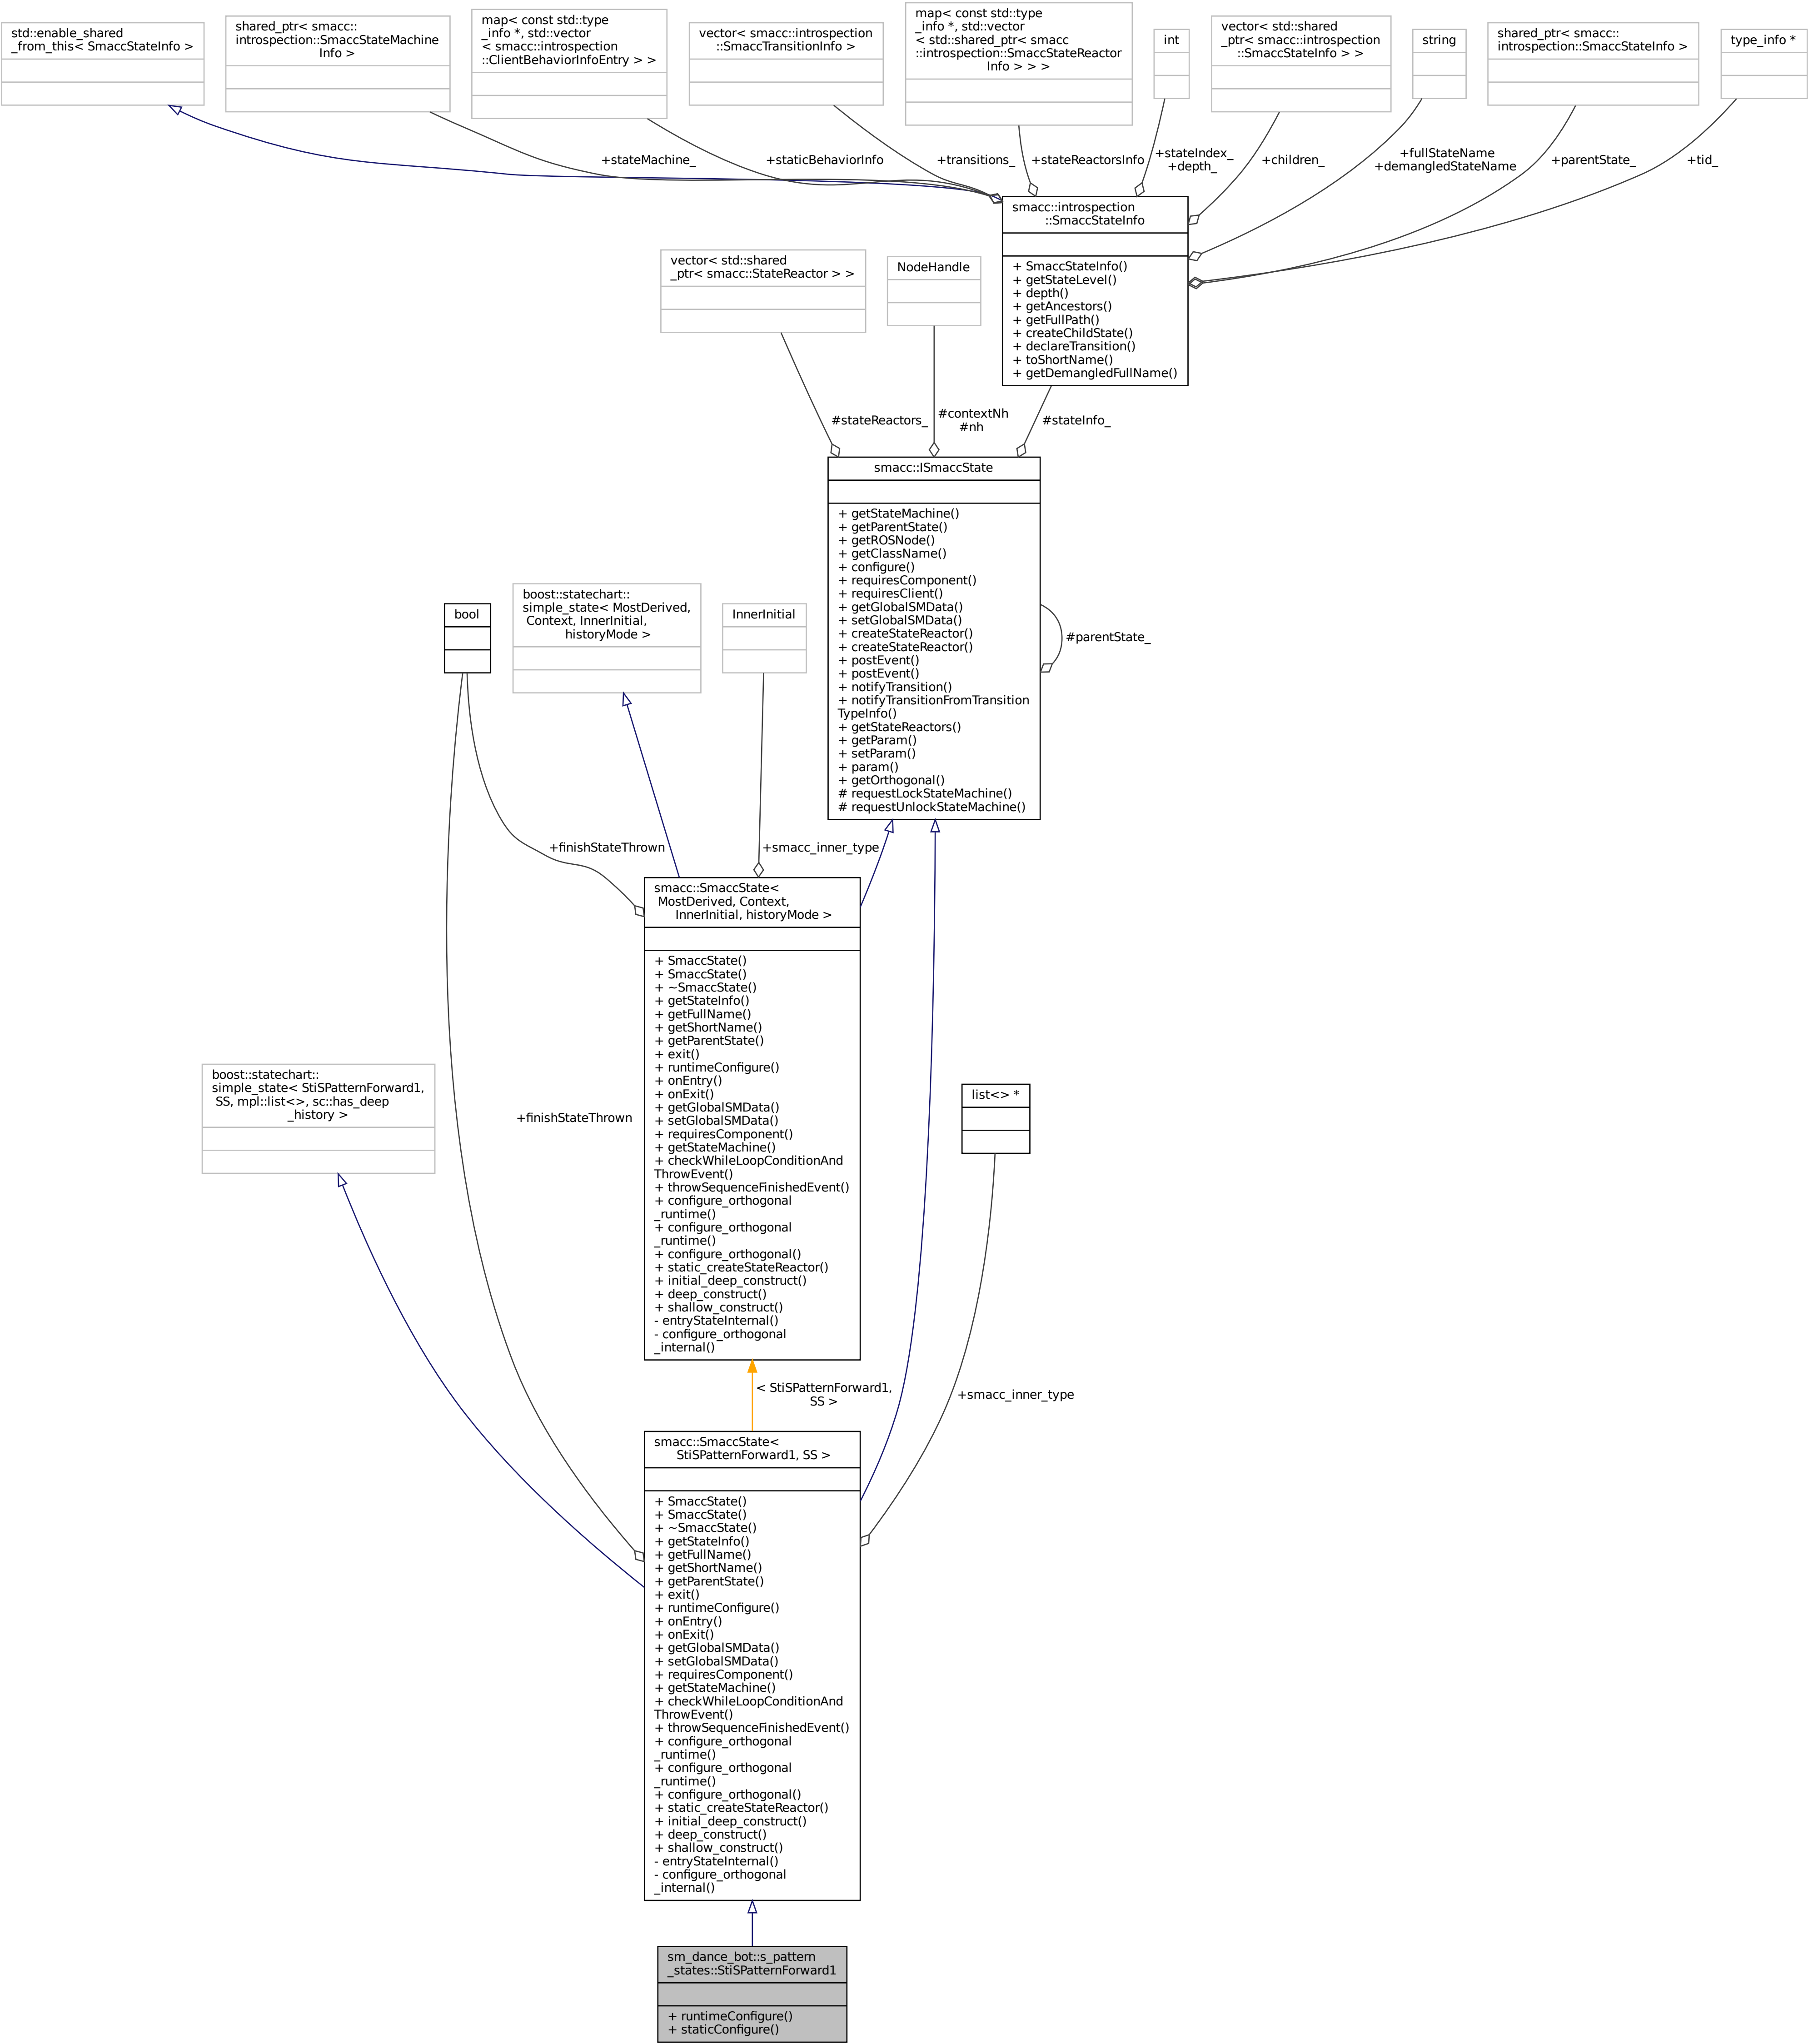 std::enable_shared
_from_this< SmaccStateInfo >
shared_ptr< smacc::
introspection::SmaccStateMachine
Info >
map< const std::type
_info *, std::vector
< smacc::introspection
::ClientBehaviorInfoEntry > >
vector< smacc::introspection
::SmaccTransitionInfo >
map< const std::type
_info *, std::vector
< std::shared_ptr< smacc
::introspection::SmaccStateReactor
Info > > >
int
vector< std::shared
_ptr< smacc::introspection
::SmaccStateInfo > >
string
shared_ptr< smacc::
introspection::SmaccStateInfo >
type_info *
+stateMachine_
+staticBehaviorInfo
+transitions_
+stateReactorsInfo
+stateIndex_
+depth_
+children_
+fullStateName
+demangledStateName
+parentState_
+tid_
smacc::introspection
::SmaccStateInfo
+ SmaccStateInfo()
+ getStateLevel()
+ depth()
+ getAncestors()
+ getFullPath()
+ createChildState()
+ declareTransition()
+ toShortName()
+ getDemangledFullName()
vector< std::shared
_ptr< smacc::StateReactor > >
NodeHandle
#stateReactors_
#contextNh
#nh
#stateInfo_
smacc::ISmaccState
+ getStateMachine()
+ getParentState()
+ getROSNode()
+ getClassName()
+ configure()
+ requiresComponent()
+ requiresClient()
+ getGlobalSMData()
+ setGlobalSMData()
+ createStateReactor()
+ createStateReactor()
+ postEvent()
+ postEvent()
+ notifyTransition()
+ notifyTransitionFromTransition
TypeInfo()
+ getStateReactors()
+ getParam()
+ setParam()
+ param()
+ getOrthogonal()
# requestLockStateMachine()
# requestUnlockStateMachine()
#parentState_
bool
boost::statechart::
simple_state< MostDerived,
Context, InnerInitial,
historyMode >
InnerInitial
+finishStateThrown
+smacc_inner_type
smacc::SmaccState<
MostDerived, Context,
InnerInitial, historyMode >
+ SmaccState()
+ SmaccState()
+ ~SmaccState()
+ getStateInfo()
+ getFullName()
+ getShortName()
+ getParentState()
+ exit()
+ runtimeConfigure()
+ onEntry()
+ onExit()
+ getGlobalSMData()
+ setGlobalSMData()
+ requiresComponent()
+ getStateMachine()
+ checkWhileLoopConditionAnd
ThrowEvent()
+ throwSequenceFinishedEvent()
+ configure_orthogonal
_runtime()
+ configure_orthogonal
_runtime()
+ configure_orthogonal()
+ static_createStateReactor()
+ initial_deep_construct()
+ deep_construct()
+ shallow_construct()
- entryStateInternal()
- configure_orthogonal
_internal()
boost::statechart::
simple_state< StiSPatternForward1,
SS, mpl::list<>, sc::has_deep
_history >
+finishStateThrown
list<> *
< StiSPatternForward1,
SS >
+smacc_inner_type
smacc::SmaccState<
StiSPatternForward1, SS >
+ SmaccState()
+ SmaccState()
+ ~SmaccState()
+ getStateInfo()
+ getFullName()
+ getShortName()
+ getParentState()
+ exit()
+ runtimeConfigure()
+ onEntry()
+ onExit()
+ getGlobalSMData()
+ setGlobalSMData()
+ requiresComponent()
+ getStateMachine()
+ checkWhileLoopConditionAnd
ThrowEvent()
+ throwSequenceFinishedEvent()
+ configure_orthogonal
_runtime()
+ configure_orthogonal
_runtime()
+ configure_orthogonal()
+ static_createStateReactor()
+ initial_deep_construct()
+ deep_construct()
+ shallow_construct()
- entryStateInternal()
- configure_orthogonal
_internal()
sm_dance_bot::s_pattern
_states::StiSPatternForward1
+ runtimeConfigure()
+ staticConfigure()